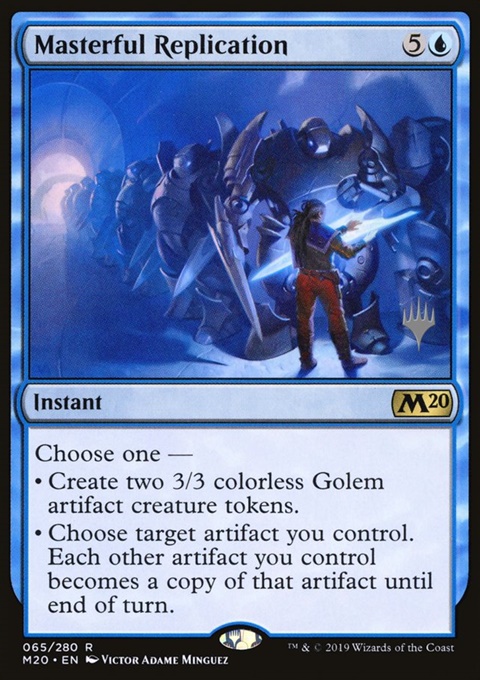 Masterful Replication 5
Instant M20
Choose one —
• Create two 3/3 colorless Golem
artifact creature tokens.
• Choose target artifact you control.
Each other artifact you control
becomes a copy of that artifact until
end of turn.
065/280 R
M20 • EN Victor Adame Minguez
™ & © 2019 Wizards of the Coast